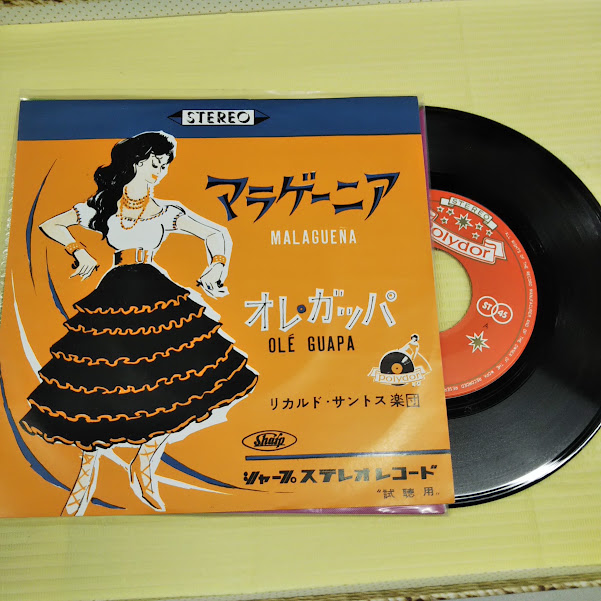 STEREO
マラゲーニア
MALAGUEÑA
オレ・ガッパ
OLÉ GUAPA
polydor
リカルド・サントス楽団
Sharp
シャープステレオレコード
"試聴用"
STEREO
Polydor
ST 45